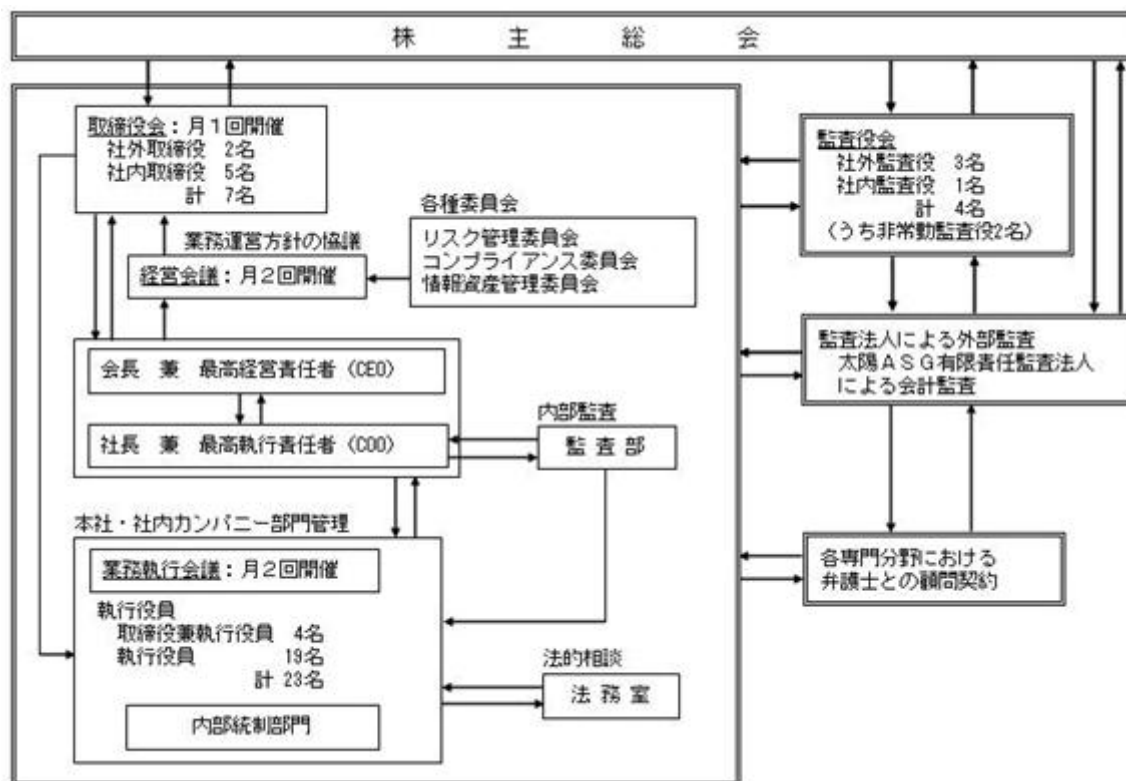 株主総会
取締役会：月１回開催
社外取締役 2名
社内取締役 5名
計 7名
監査役会
社外監査役 3名
社内監査役 1名
計 4名
（うち非常勤監査役2名）
各種委員会
リスク管理委員会
コンプライアンス委員会
情報資産管理委員会
業務運営方針の協議
経営会議：月２回開催
監査法人による外部監査
太陽ＡＳＧ有限責任監査法人
による会計監査
会長 兼 最高経営責任者（CEO）
社長 兼 最高執行責任者（COO）
内部監査
監査部
本社・社内カンパニー部門管理
業務執行会議：月２回開催
執行役員
取締役兼執行役員 4名
執行役員 19名
計 23名
内部統制部門
各専門分野における
弁護士との顧問契約
法的相談
法務室